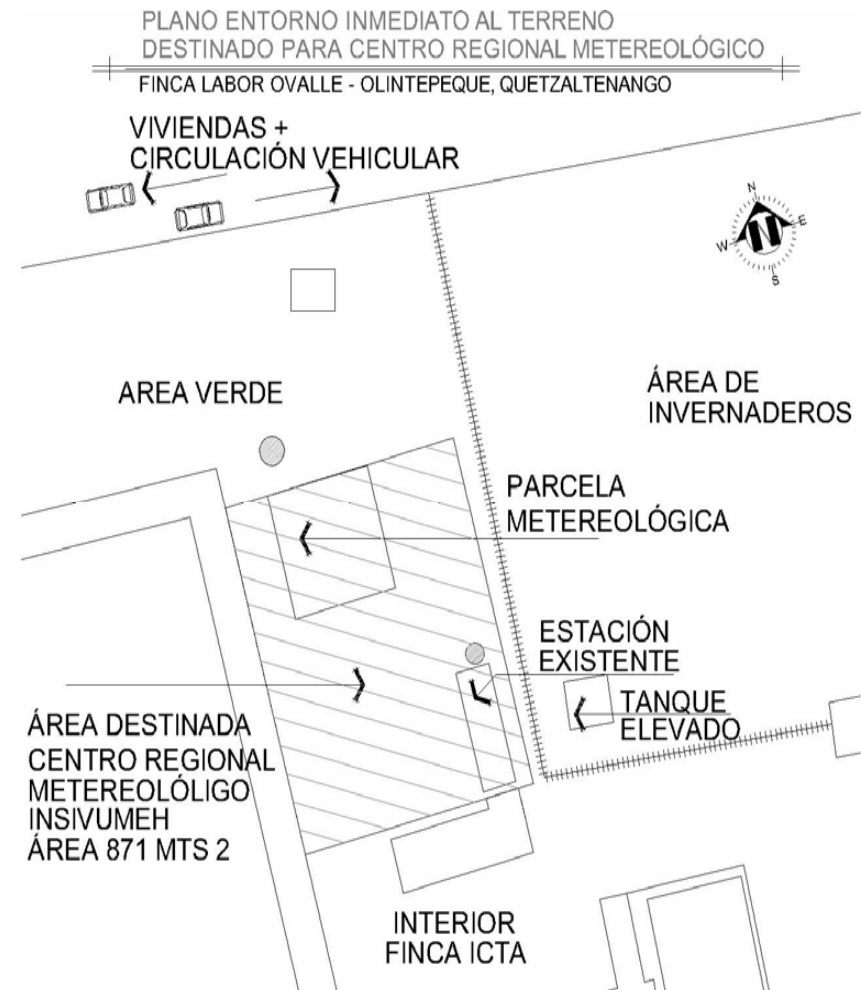 PLANO ENTORNO INMEDIATO AL TERRENO
DESTINADO PARA CENTRO REGIONAL METEREOLÓGICO
FINCA LABOR OVALLE - OLINTEPEQUE, QUETZALTENANGO
VIVIENDAS +
CIRCULACIÓN VEHICULAR
N
E
W
S
N
AREA VERDE
ÁREA DE
INVERNADEROS
PARCELA
METEREOLÓGICA
ESTACIÓN
EXISTENTE
TANQUE
ELEVADO
ÁREA DESTINADA
CENTRO REGIONAL
METEREOLÓLIGO
INSIVUMEH
ÁREA 871 MTS 2
INTERIOR
FINCA ICTA